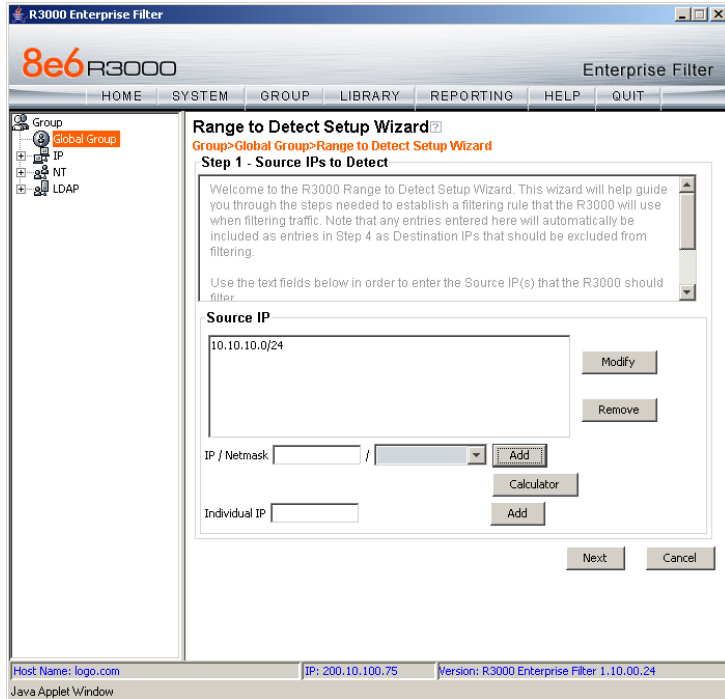 R3000 Enterprise Filter
8e6 R3000
Enterprise Filter
HOME SYSTEM GROUP LIBRARY REPORTING HELP QUIT
Group
Global Group
IP
NT
LDAP
Range to Detect Setup Wizard ?
Group>Global Group>Range to Detect Setup Wizard
Step 1 - Source IPs to Detect
Welcome to the R3000 Range to Detect Setup Wizard. This wizard will help guide
you through the steps needed to establish a filtering rule that the R3000 will use
when filtering traffic. Note that any entries entered here will automatically be
included as entries in Step 4 as Destination IPs that should be excluded from
filtering.
Use the text fields below in order to enter the Source IP(s) that the R3000 should
filter
Source IP
10.10.10.0/24
Modify
Remove
IP / Netmask / Add
Calculator
Individual IP Add
Next Cancel
Host Name: logo.com IP: 200.10.100.75 Version: R3000 Enterprise Filter 1.10.00.24
Java Applet Window